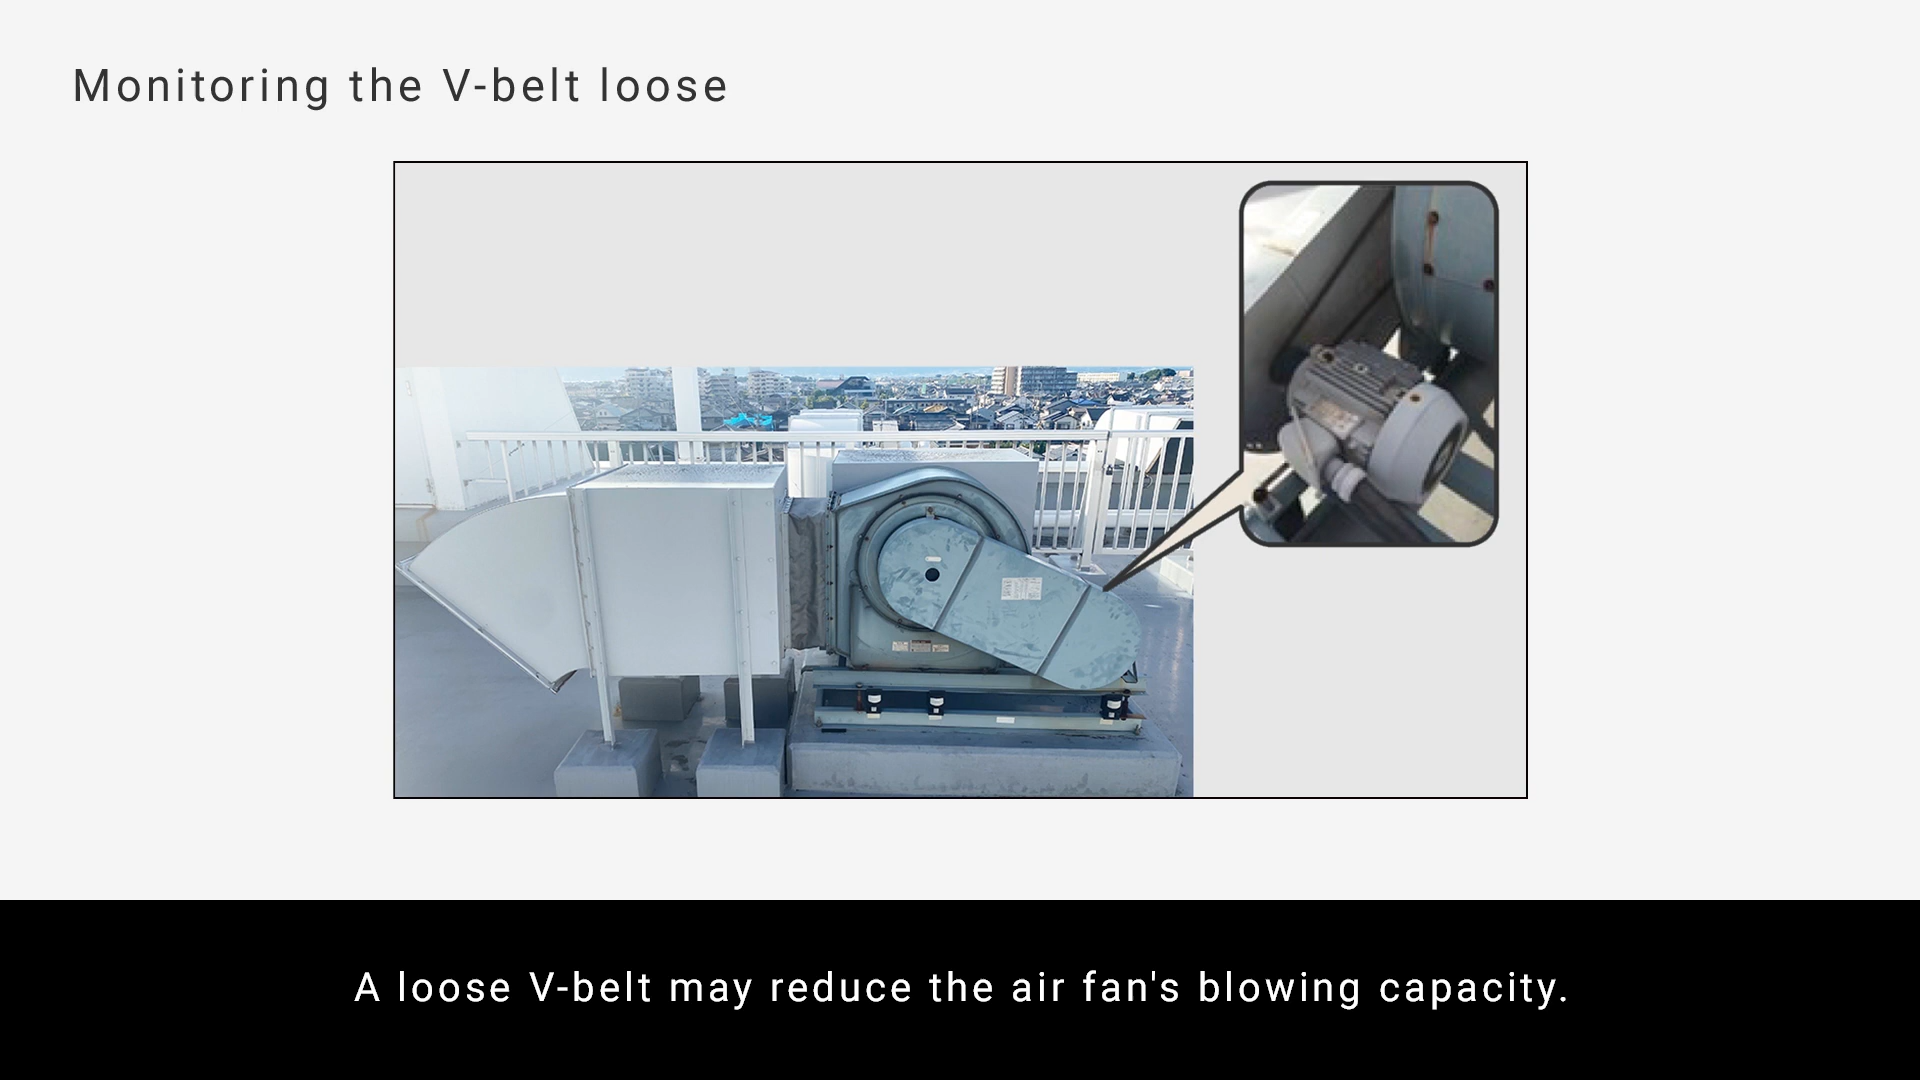 Monitoring the V-belt loose
A loose V-belt may reduce the air fan's blowing capacity.